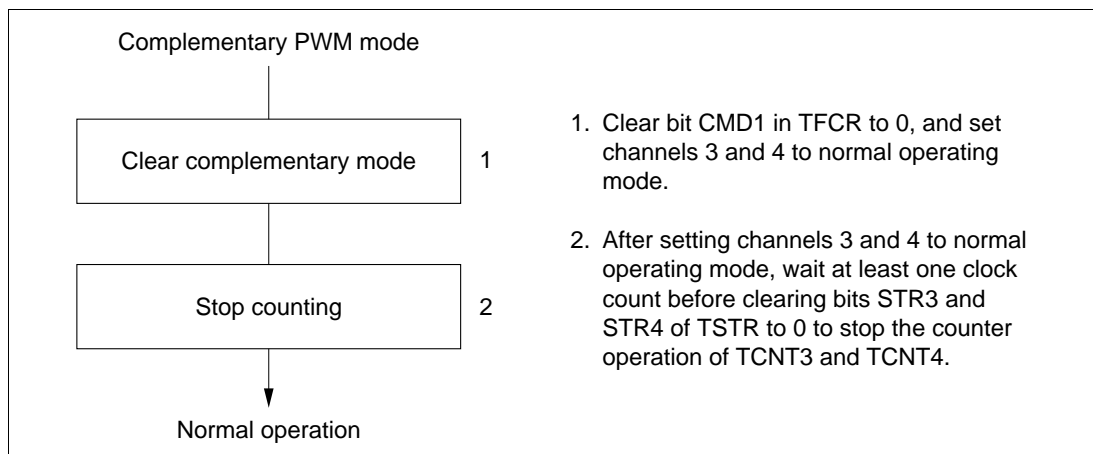 Complementary PWM mode
Clear complementary mode
1
Stop counting
2
Normal operation
1. Clear bit CMD1 in TFCR to 0, and set
channels 3 and 4 to normal operating
mode.
2. After setting channels 3 and 4 to normal
operating mode, wait at least one clock
count before clearing bits STR3 and
STR4 of TSTR to 0 to stop the counter
operation of TCNT3 and TCNT4.